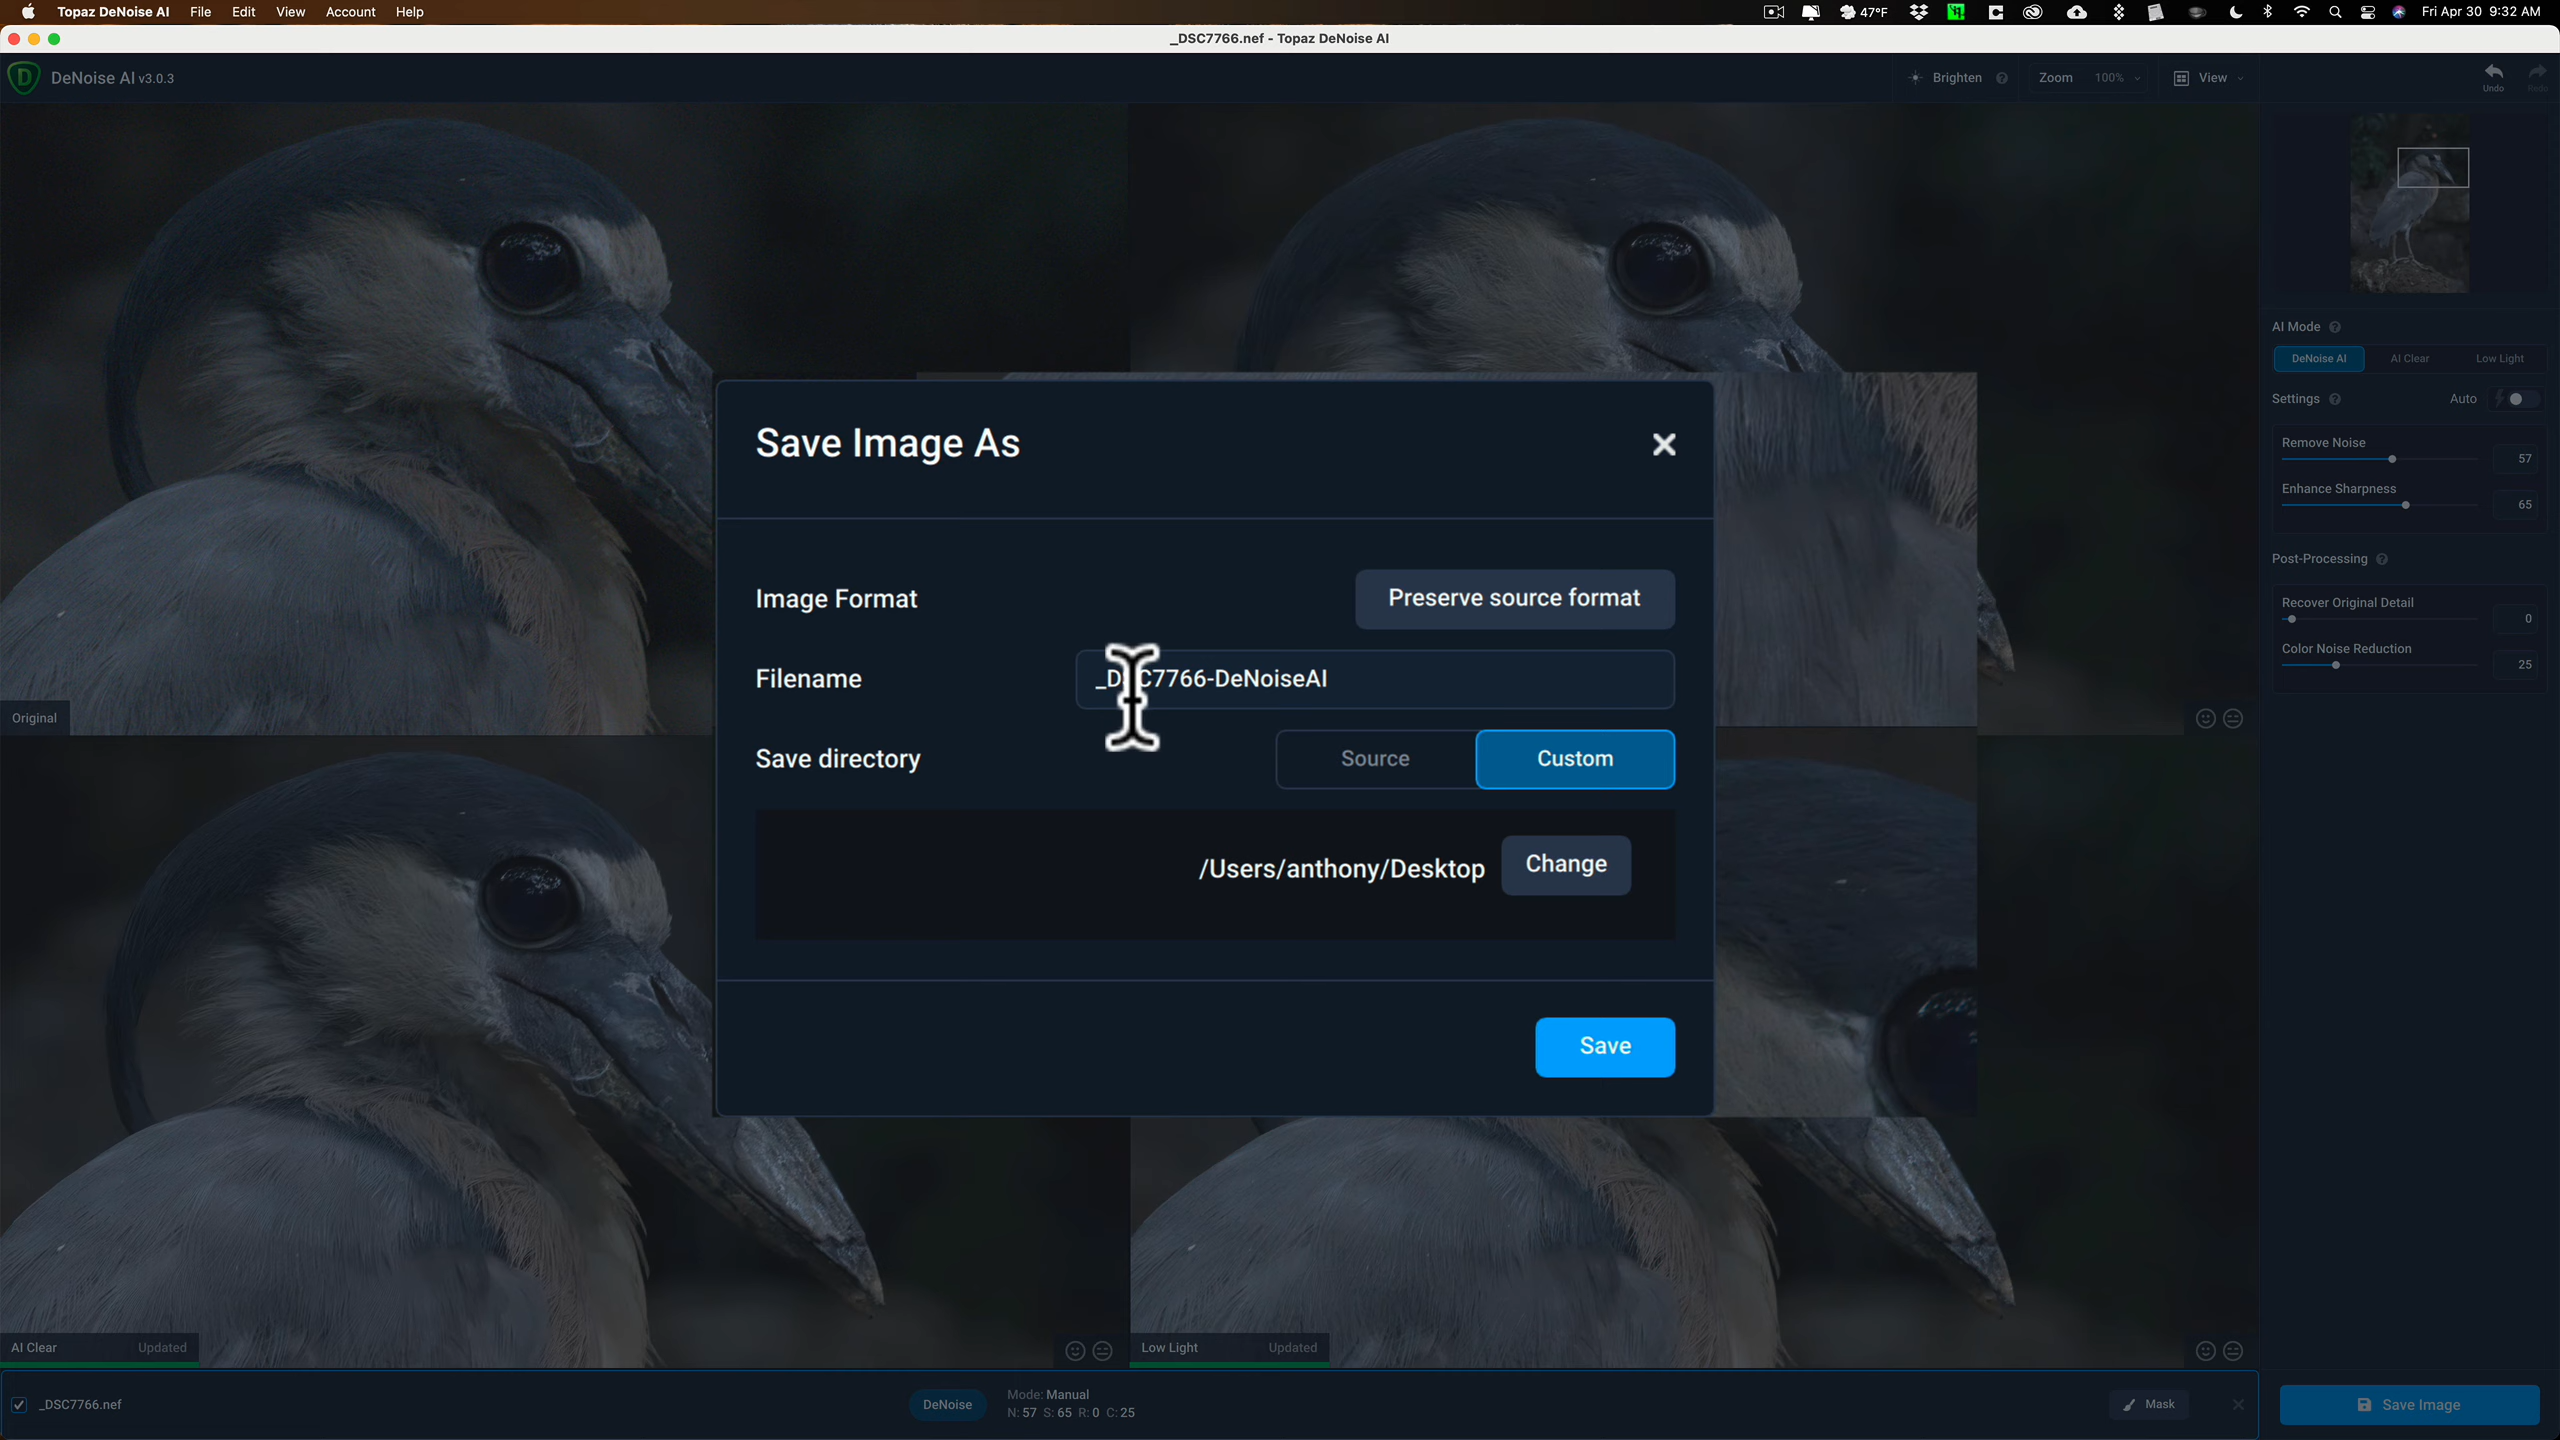 Topaz DeNoise AI File Edit View Account Help 47°F Fri Apr 30 9:32 AM
_DSC7766.nef - Topaz DeNoise AI
DeNoise AI v3.0.3 Brighten Zoom 100% View Undo Redo
AI Mode
DeNoise AI AI Clear Low Light
Settings Auto
Remove Noise
57
Enhance Sharpness
65
Post-Processing
Recover Original Detail
0
Color Noise Reduction
25
Original
Save Image As
Image Format Preserve source format
Filename _DSC7766-DeNoiseAI
Save directory Source Custom
/Users/anthony/Desktop Change
Save
AI Clear Updated
Low Light Updated
_DSC7766.nef DeNoise Mode: Manual
N: 57 S: 65 R: 0 C: 25
Mask
Save Image